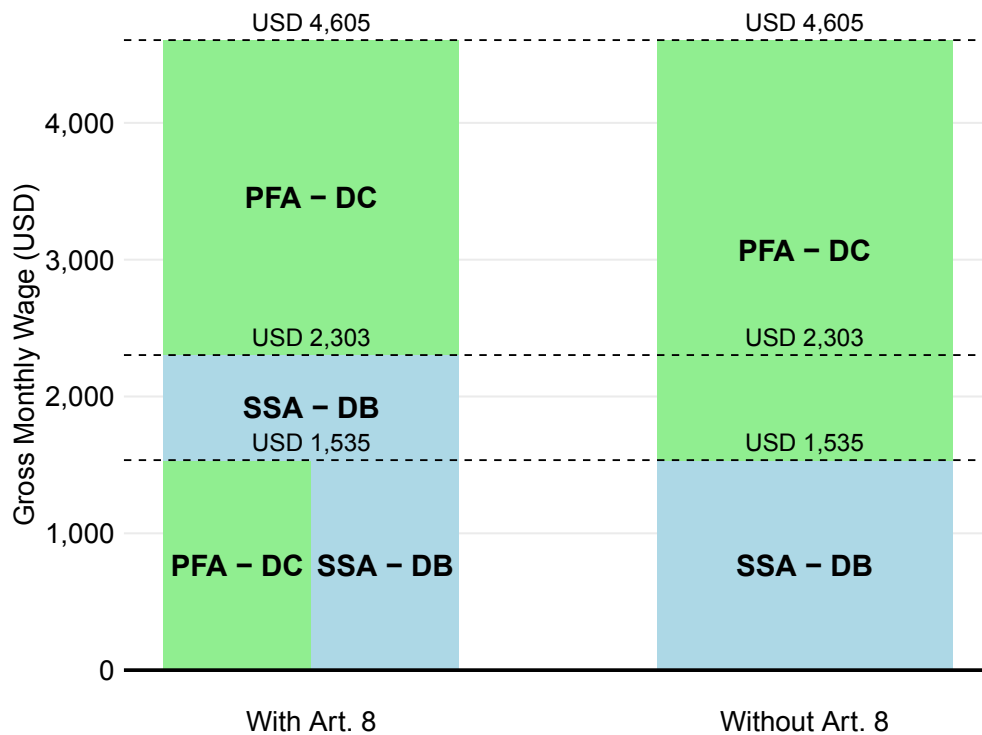 USD 4,605
USD 4,605
4,000
PFA − DC
3,000
PFA − DC
USD 2,303
USD 2,303
2,000
SSA − DB
USD 1,535
USD 1,535
1,000
PFA − DC
SSA − DB
SSA − DB
0
Gross Monthly Wage (USD)
With Art. 8
Without Art. 8